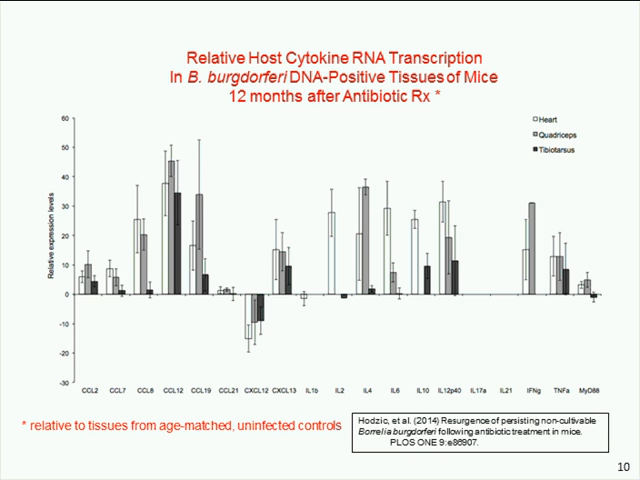 Relative Host Cytokine RNA Transcription
In B. burgdorferi DNA-Positive Tissues of Mice
12 months after Antibiotic Rx *
Heart
Quadriceps
Tibiotarsus
Relative expression levels
60
50
40
30
20
10
0
-10
-20
-30
CCL2 CCL7 CCL8 CCL12 CCL19 CCL21 CXCL12 CXCL13 IL1b IL2 IL4 IL6 IL10 IL12p40 IL17a IL21 IFNg TNFa MyD88
* relative to tissues from age-matched, uninfected controls
Hodzic, et al. (2014) Resurgence of persisting non-cultivable
Borrelia burgdorferi following antibiotic treatment in mice.
PLOS ONE 9:e86907.
10